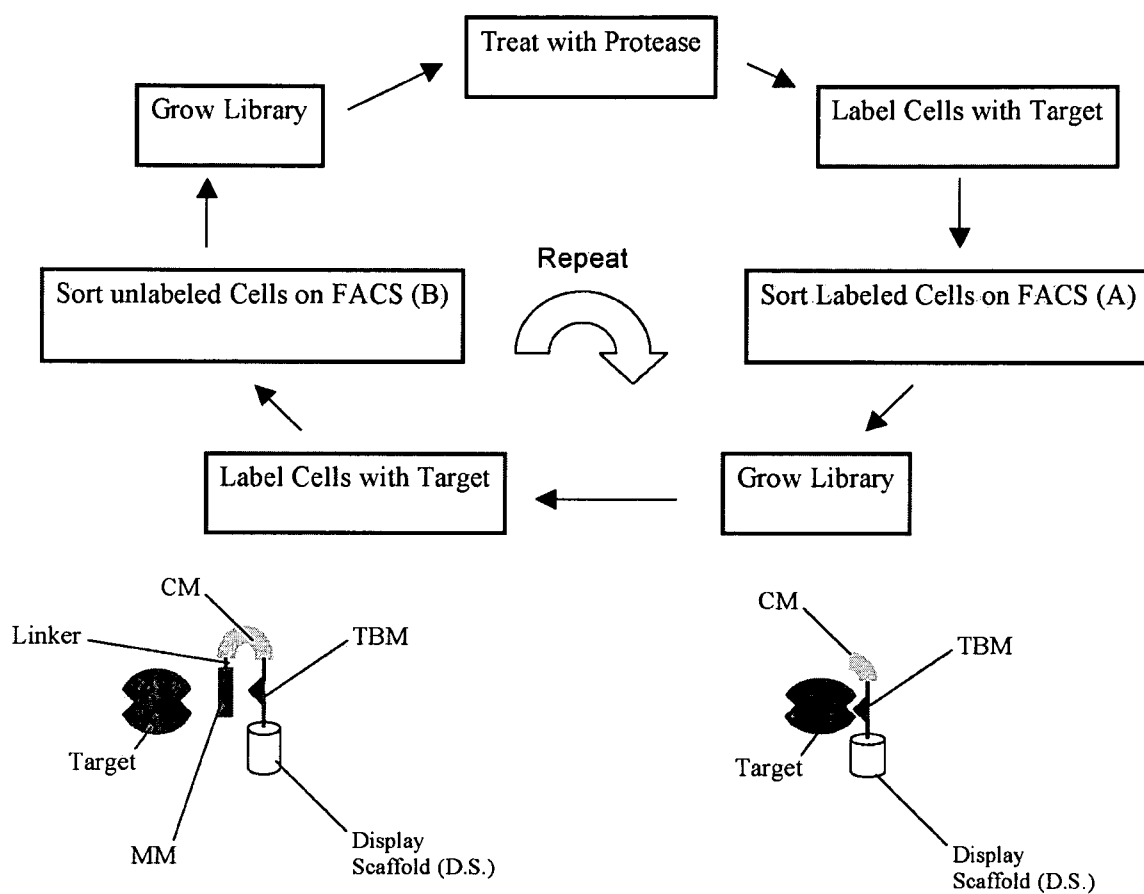 Treat with Protease
Grow Library
Label Cells with Target
Repeat
Sort unlabeled Cells on FACS (B)
Sort Labeled Cells on FACS (A)
Label Cells with Target
Grow Library
CM
Linker
TBM
Target
MM
Display
Scaffold (D.S.)
CM
TBM
Target
Display
Scaffold (D.S.)